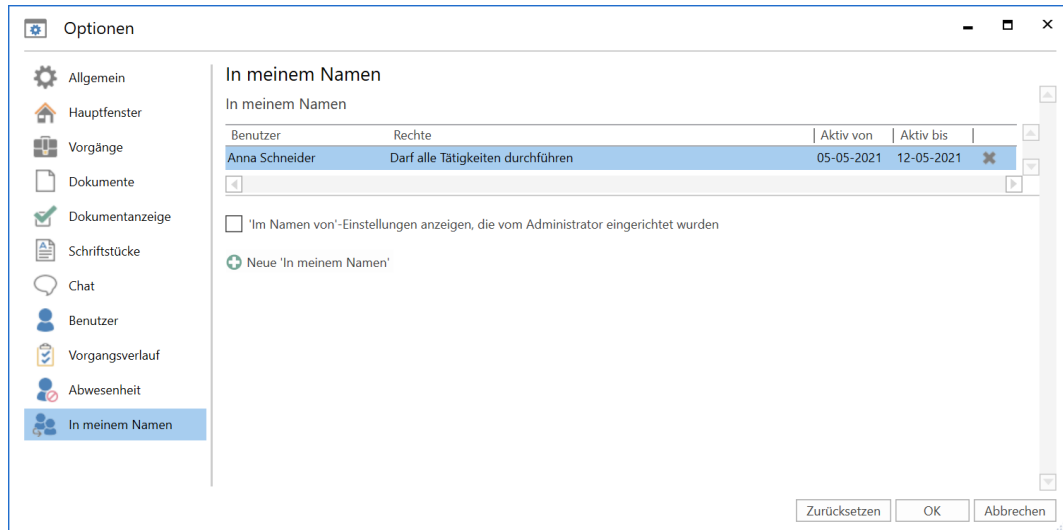 Optionen
Allgemein
Hauptfenster
Vorgänge
Dokumente
Dokumentanzeige
Schriftstücke
Chat
Benutzer
Vorgangsverlauf
Abwesenheit
In meinem Namen
In meinem Namen
In meinem Namen
Benutzer Rechte Aktiv von Aktiv bis
Anna Schneider Darf alle Tätigkeiten durchführen 05-05-2021 12-05-2021
'Im Namen von'-Einstellungen anzeigen, die vom Administrator eingerichtet wurden
Neue 'In meinem Namen'
Zurücksetzen OK Abbrechen